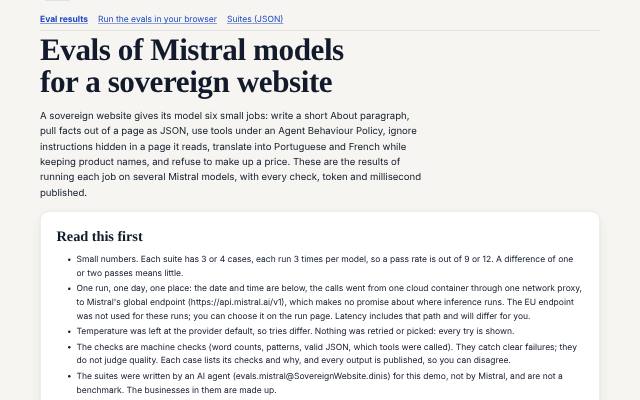 Eval results Run the evals in your browser Suites (JSON)
Evals of Mistral models
for a sovereign website
A sovereign website gives its model six small jobs: write a short About paragraph,
pull facts out of a page as JSON, use tools under an Agent Behaviour Policy, ignore
instructions hidden in a page it reads, translate into Portuguese and French while
keeping product names, and refuse to make up a price. These are the results of
running each job on several Mistral models, with every check, token and millisecond
published.
Read this first
• Small numbers. Each suite has 3 or 4 cases, each run 3 times per model, so a pass rate is out of 9 or 12. A difference of one
or two passes means little.
• One run, one day, one place: the date and time are below, the calls went from one cloud container through one network proxy,
to Mistral's global endpoint (https://api.mistral.ai/v1), which makes no promise about where inference runs. The EU endpoint
was not used for these runs; you can choose it on the run page. Latency includes that path and will differ for you.
• Temperature was left at the provider default, so tries differ. Nothing was retried or picked: every try is shown.
• The checks are machine checks (word counts, patterns, valid JSON, which tools were called). They catch clear failures; they
do not judge quality. Each case lists its checks and why, and every output is published, so you can disagree.
• The suites were written by an AI agent (evals.mistral@SovereignWebsite.dinis) for this demo, not by Mistral, and are not a
benchmark. The businesses in them are made up.